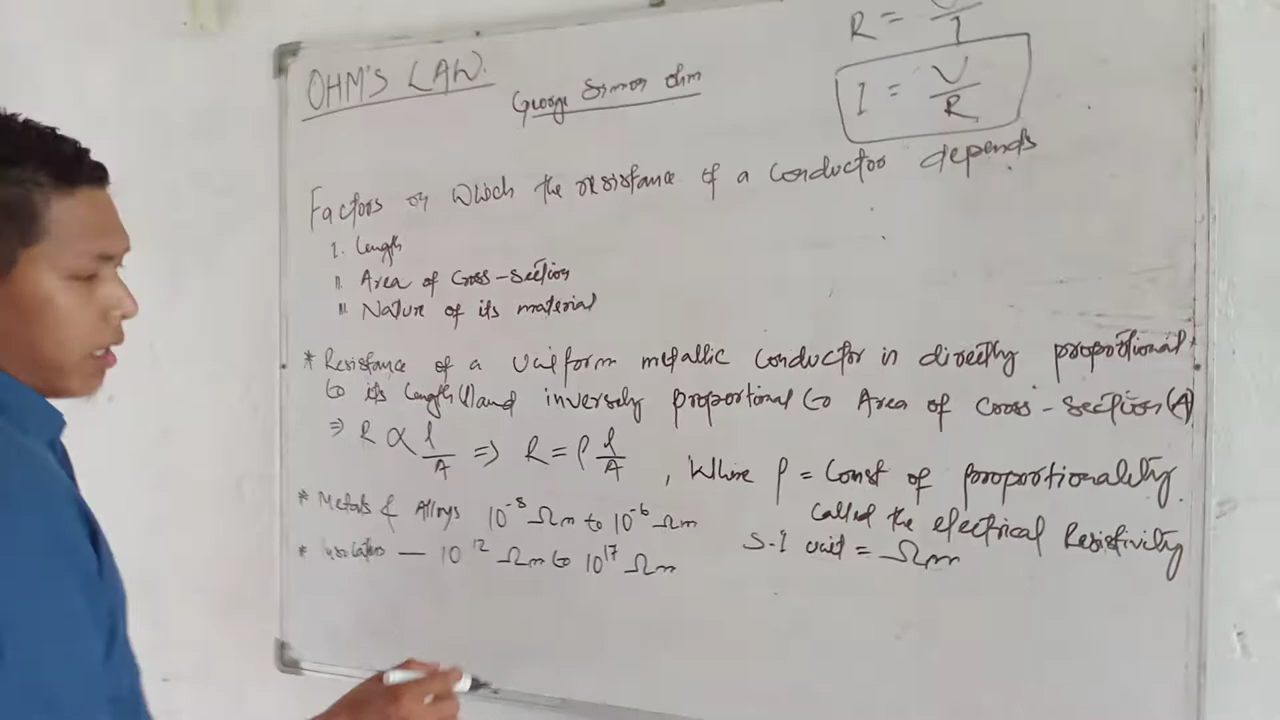 OHM'S LAW.
George Simon Ohm
R = V/I
I = V/R
Factors on which the resistance of a conductor depends
I. Length
II. Area of Cross-Section
III Nature of its material
* Resistance of a uniform metallic conductor is directly proportional
to its length (l) and inversely proportional to Area of Cross-Section (A)
⇒ R ∝ l/A ⇒ R = ρ l/A , Where ρ = Const of proportionality.
called the electrical Resistivity
S.I unit = Ωm
* Metals & Alloys 10⁻⁸ Ωm to 10⁻⁶ Ωm
* Insulators — 10¹² Ωm to 10¹⁷ Ωm